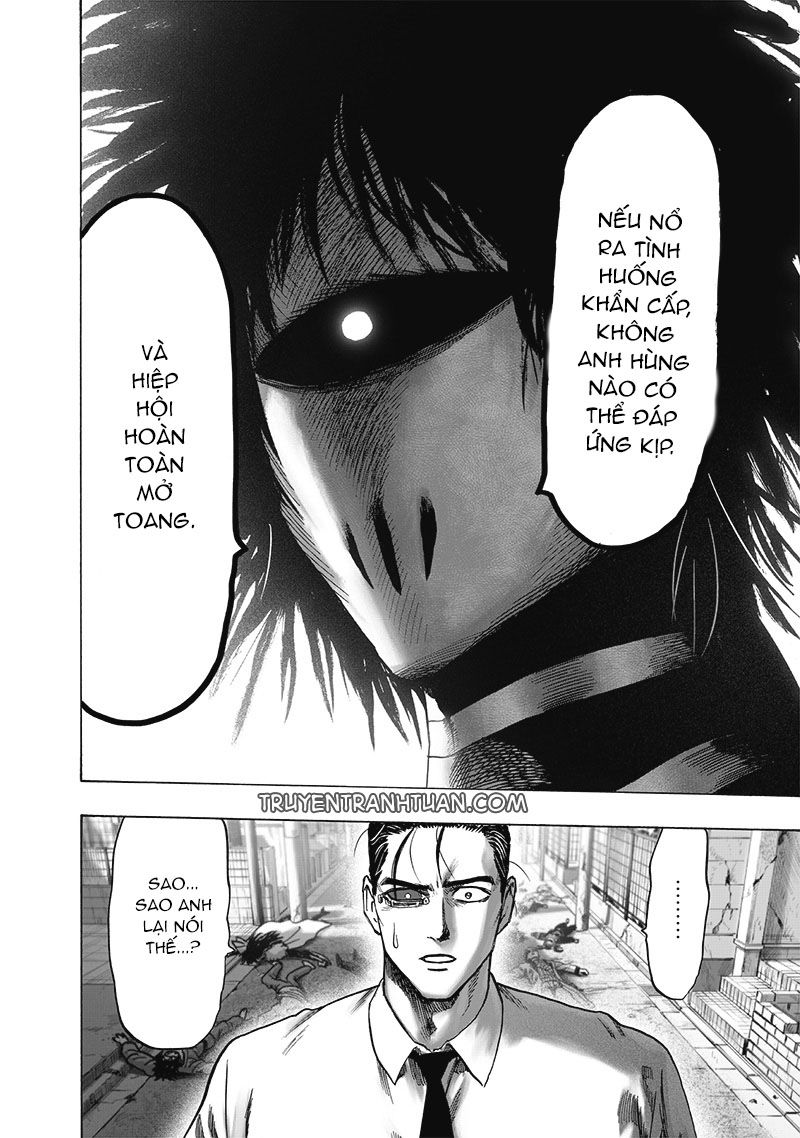 NẾU NỔ
RA TÌNH
HUỐNG
KHẨN CẤP,
KHÔNG
ANH HÙNG
NÀO CÓ
THỂ ĐÁP
ỨNG KỊP.
VÀ
HIỆP
HỘI
HOÀN
TOÀN
MỞ
TOANG.
TRUYENTRANHTUAN.COM
.........
SAO...
SAO ANH
LẠI NÓI
THẾ...?